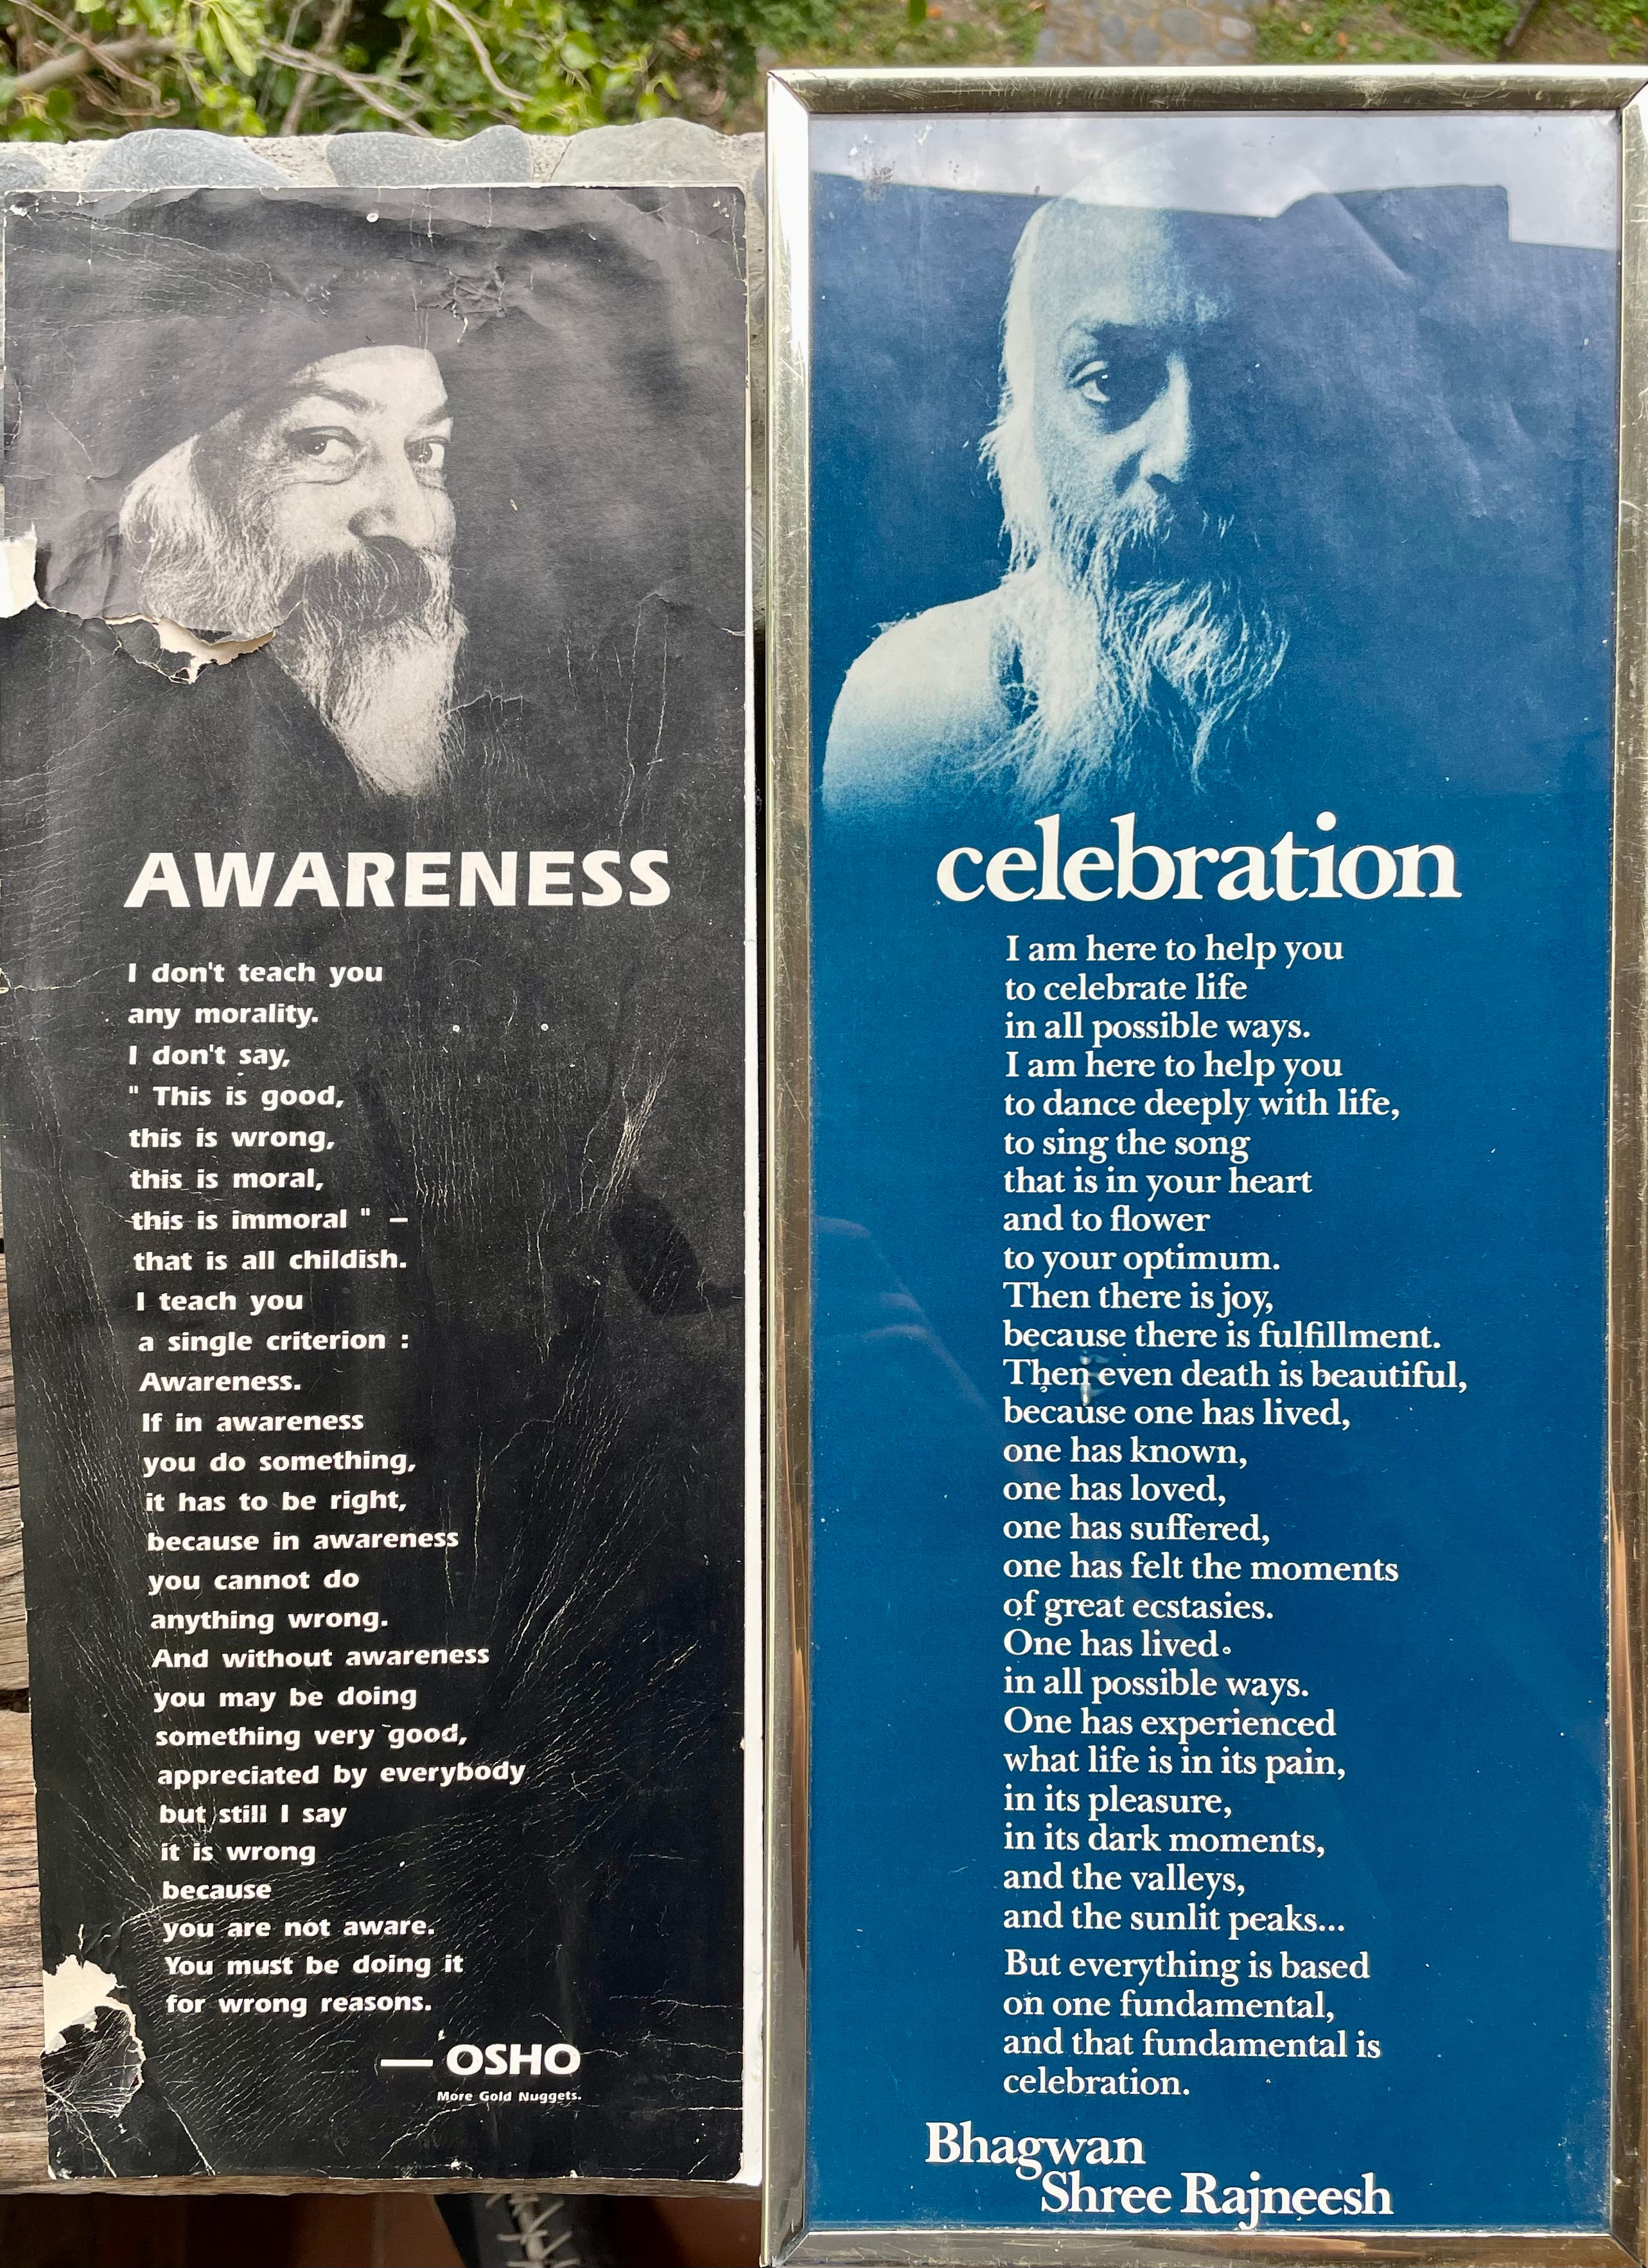 AWARENESS
I don't teach you
any morality.
I don't say,
" This is good,
this is wrong,
this is moral,
this is immoral " –
that is all childish.
I teach you
a single criterion :
Awareness.
If in awareness
you do something,
it has to be right,
because in awareness
you cannot do
anything wrong.
And without awareness
you may be doing
something very good,
appreciated by everybody
but still I say
it is wrong
because
you are not aware.
You must be doing it
for wrong reasons.
— OSHO
More Gold Nuggets.
celebration
I am here to help you
to celebrate life
in all possible ways.
I am here to help you
to dance deeply with life,
to sing the song
that is in your heart
and to flower
to your optimum.
Then there is joy,
because there is fulfillment.
Then even death is beautiful,
because one has lived,
one has known,
one has loved,
one has suffered,
one has felt the moments
of great ecstasies.
One has lived
in all possible ways.
One has experienced
what life is in its pain,
in its pleasure,
in its dark moments,
and the valleys,
and the sunlit peaks...
But everything is based
on one fundamental,
and that fundamental is
celebration.
Bhagwan
Shree Rajneesh